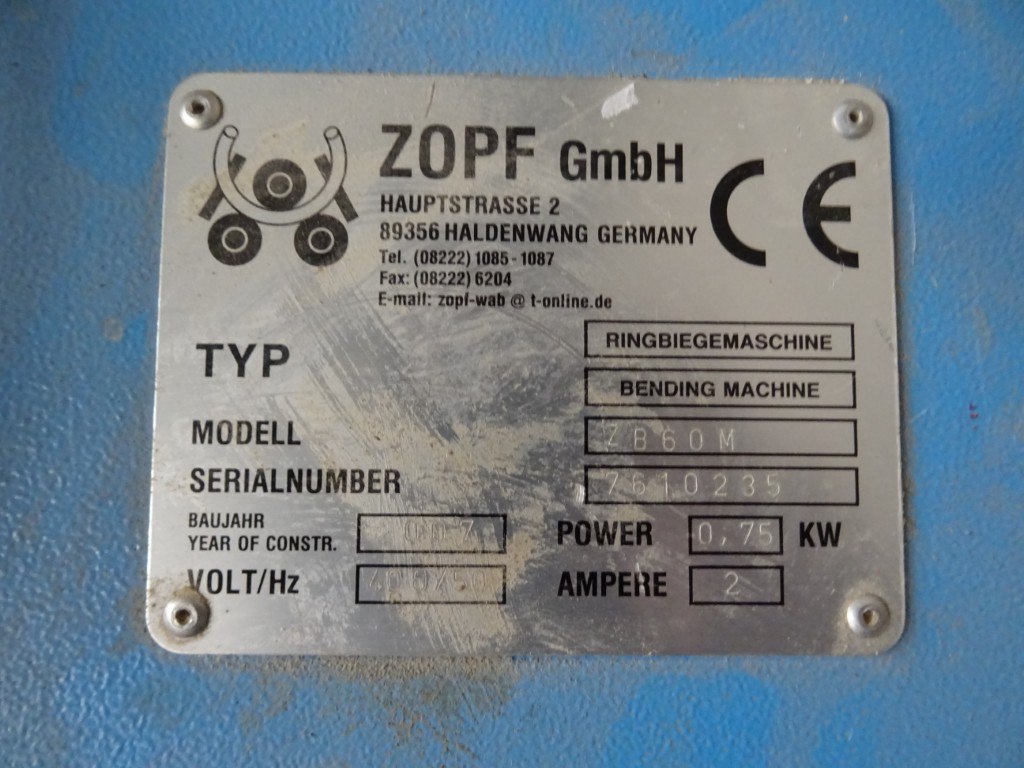 ZOPF GmbH
HAUPTSTRASSE 2
89356 HALDENWANG GERMANY
Tel. (08222) 1085-1087
Fax: (08222) 6204
E-mail: zopf-wab @ t-online.de
CE
TYP RINGBIEGEMASCHINE
BENDING MACHINE
MODELL ZB60M
SERIALNUMBER 7610235
BAUJAHR
YEAR OF CONSTR. POWER 0,75 KW
VOLT/Hz 400/50 AMPERE 2